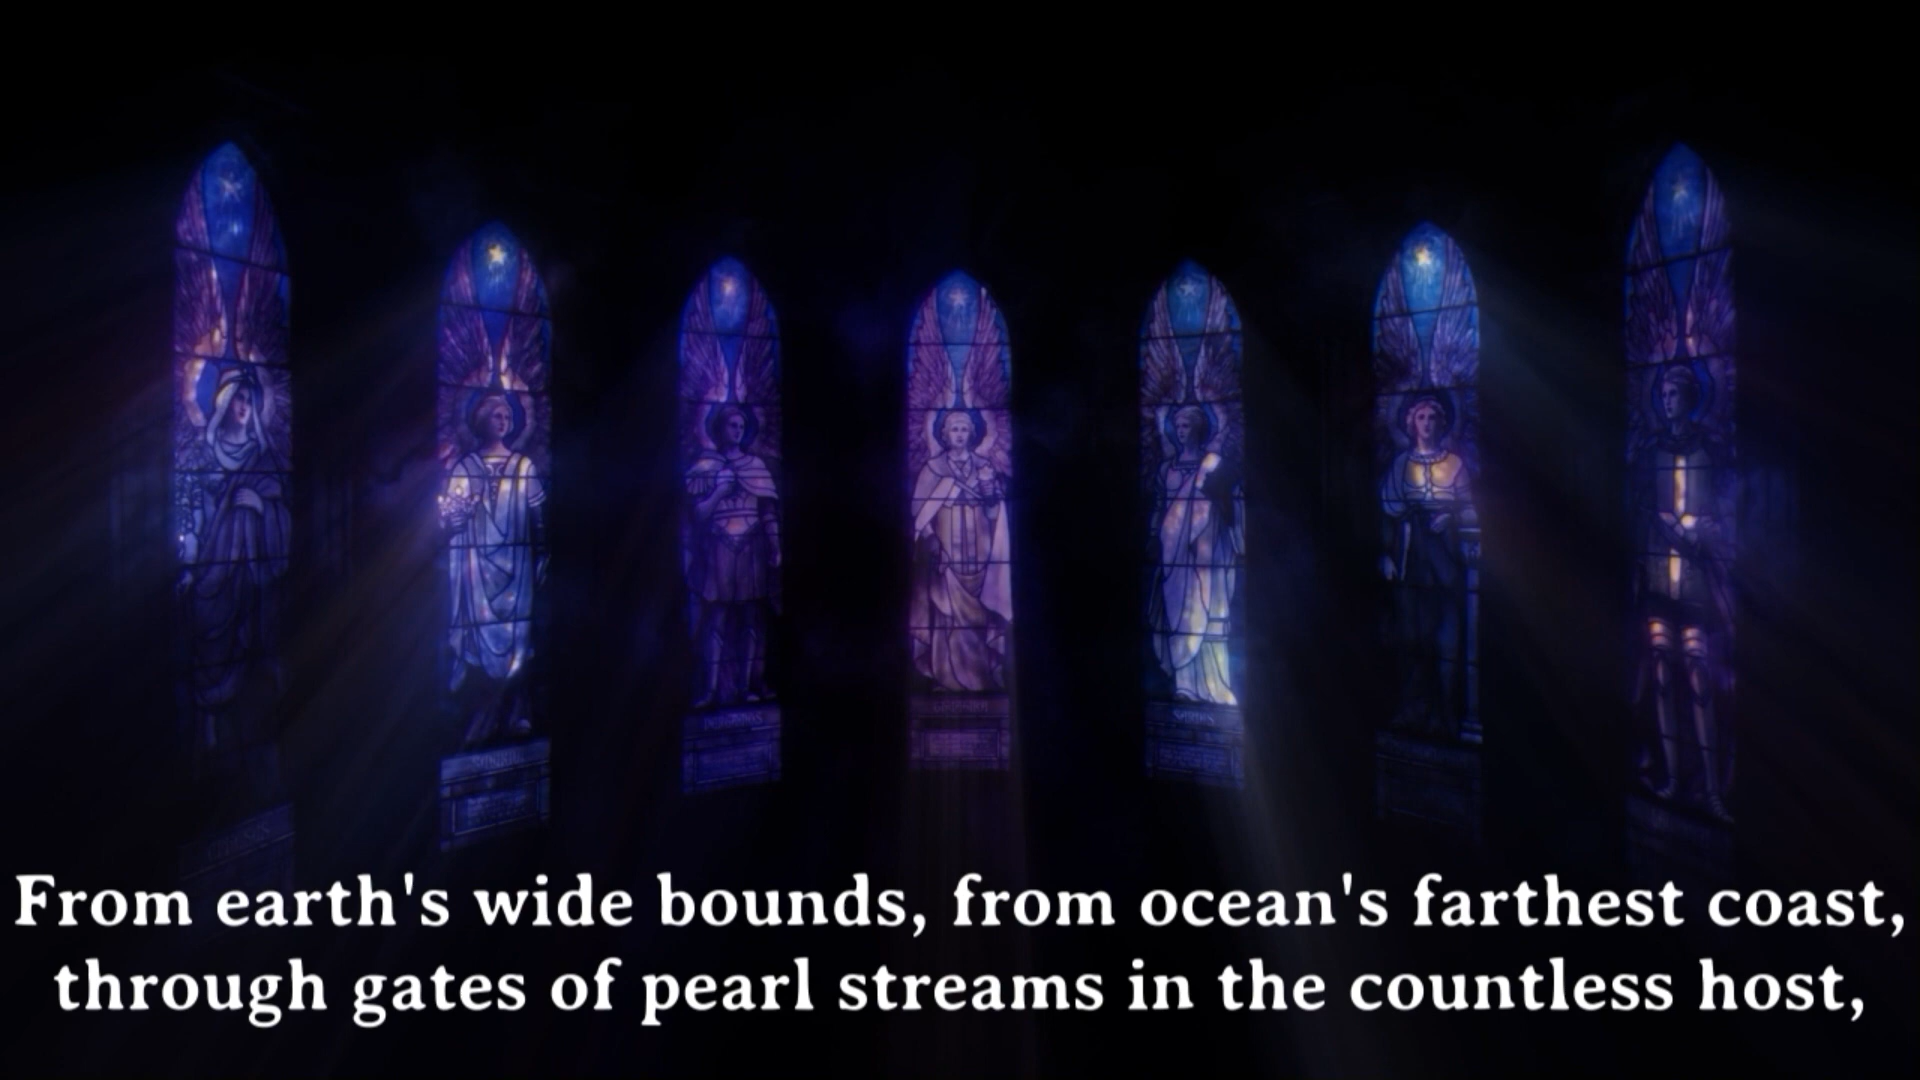 From earth's wide bounds, from ocean's farthest coast,
through gates of pearl streams in the countless host,